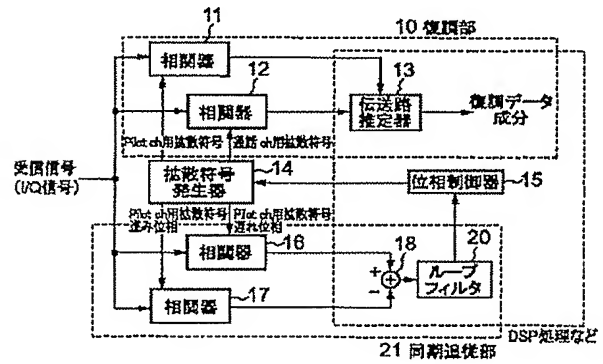 11
10 復調部
相関器
12
13
相関器
伝送路
推定器
復調データ
成分
Pilot ch用拡散符号
通話 ch用拡散符号
受信信号
(I/Q信号)
拡散符号
発生器
14
位相制御器
15
Pilot ch用拡散符号
進み位相
Pilot ch用拡散符号
遅れ位相
16
相関器
+
18
−
20
ループ
フィルタ
相関器
17
DSP処理など
21 同期追従部